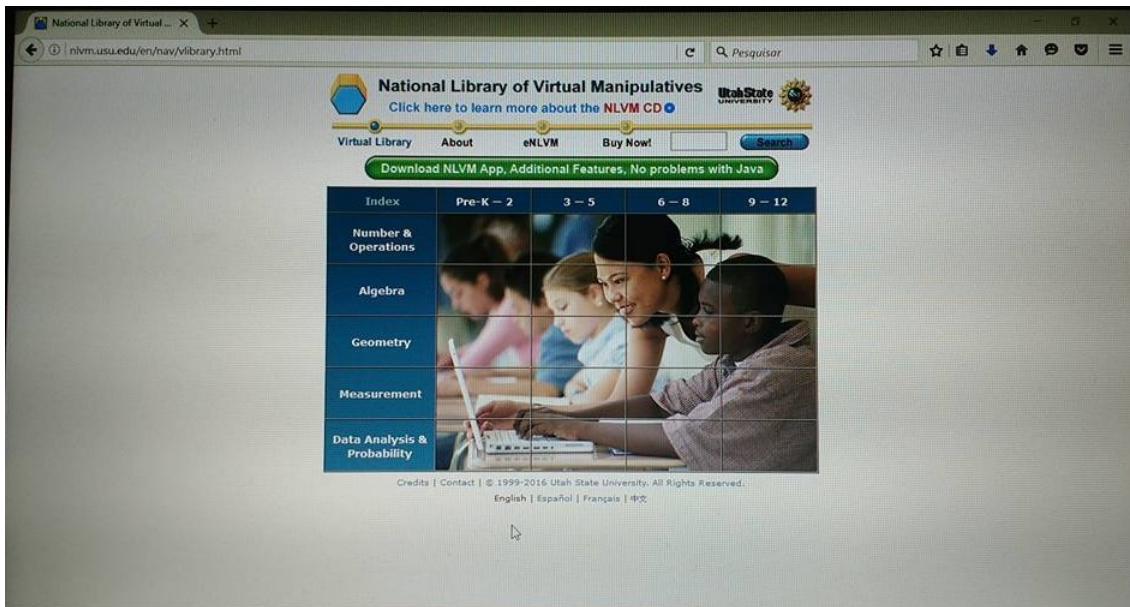 National Library of Virtual ...
nlvm.usu.edu/en/nav/vlibrary.html
Pesquisar
National Library of Virtual Manipulatives
Click here to learn more about the NLVM CD
UtahState
UNIVERSITY
Virtual Library About eNLVM Buy Now! Search
Download NLVM App, Additional Features, No problems with Java
Index Pre-K — 2 3 — 5 6 — 8 9 — 12
Number &
Operations
Algebra
Geometry
Measurement
Data Analysis &
Probability
Credits | Contact | © 1999-2016 Utah State University. All Rights Reserved.
English | Español | Français | 中文